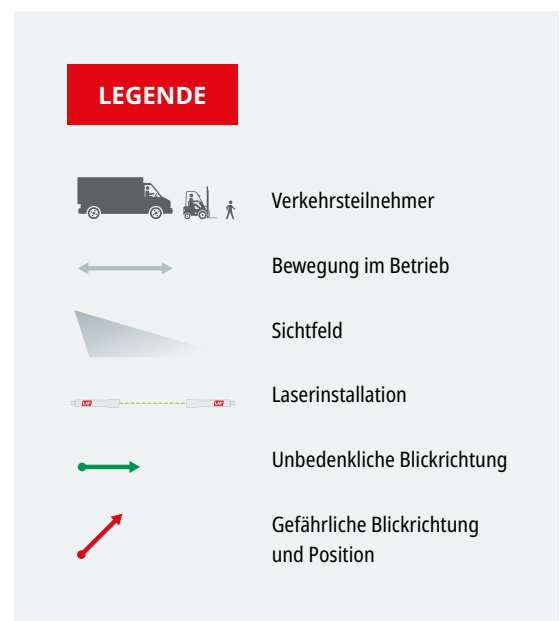 LEGENDE
Verkehrsteilnehmer
Bewegung im Betrieb
Sichtfeld
Laserinstallation
Unbedenkliche Blickrichtung
Gefährliche Blickrichtung
und Position